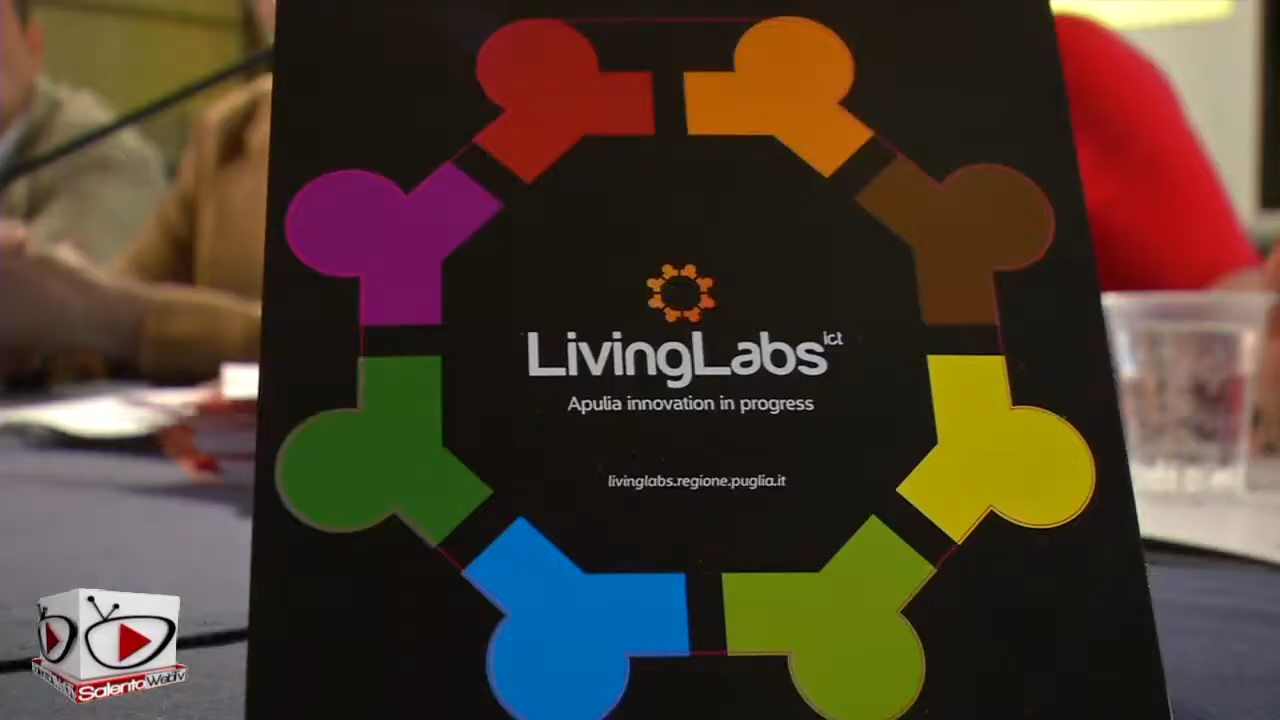 LivingLabs ict
Apulia innovation in progress
livinglabs.regione.puglia.it
SalentoWebTv